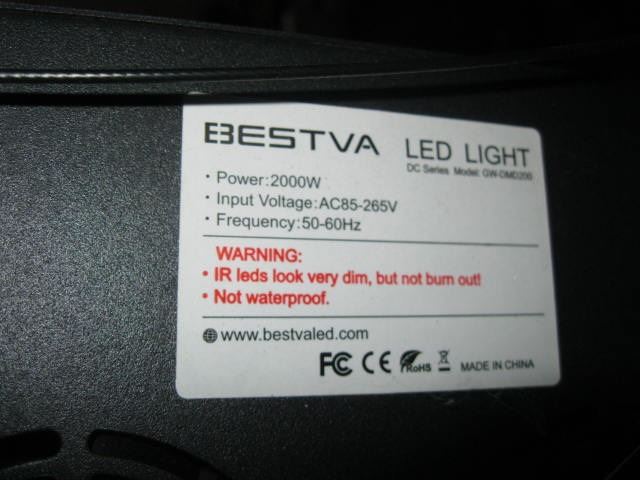 BESTVA LED LIGHT
DC Series Model: GW-DMD200
· Power:2000W
· Input Voltage:AC85-265V
· Frequency:50-60Hz
WARNING:
• IR leds look very dim, but not burn out!
• Not waterproof.
www.bestvaled.com
FC CE RoHS MADE IN CHINA